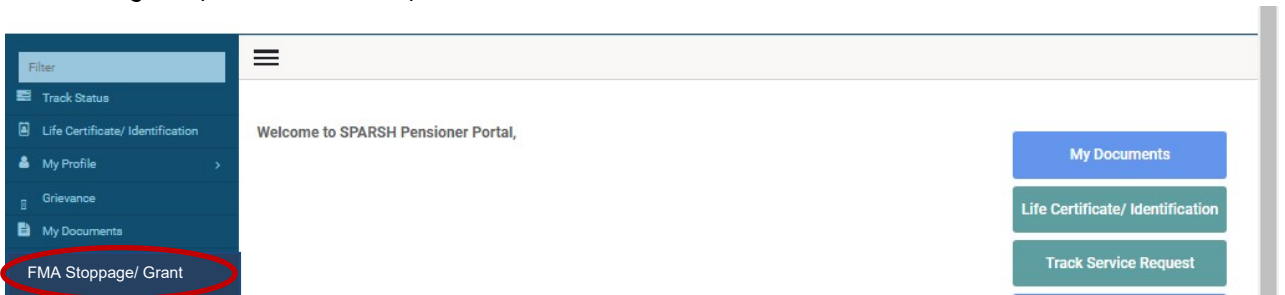 Filter
Track Status
Life Certificate/ Identification
My Profile
Grievance
My Documents
FMA Stoppage/ Grant
Welcome to SPARSH Pensioner Portal,
My Documents
Life Certificate/ Identification
Track Service Request